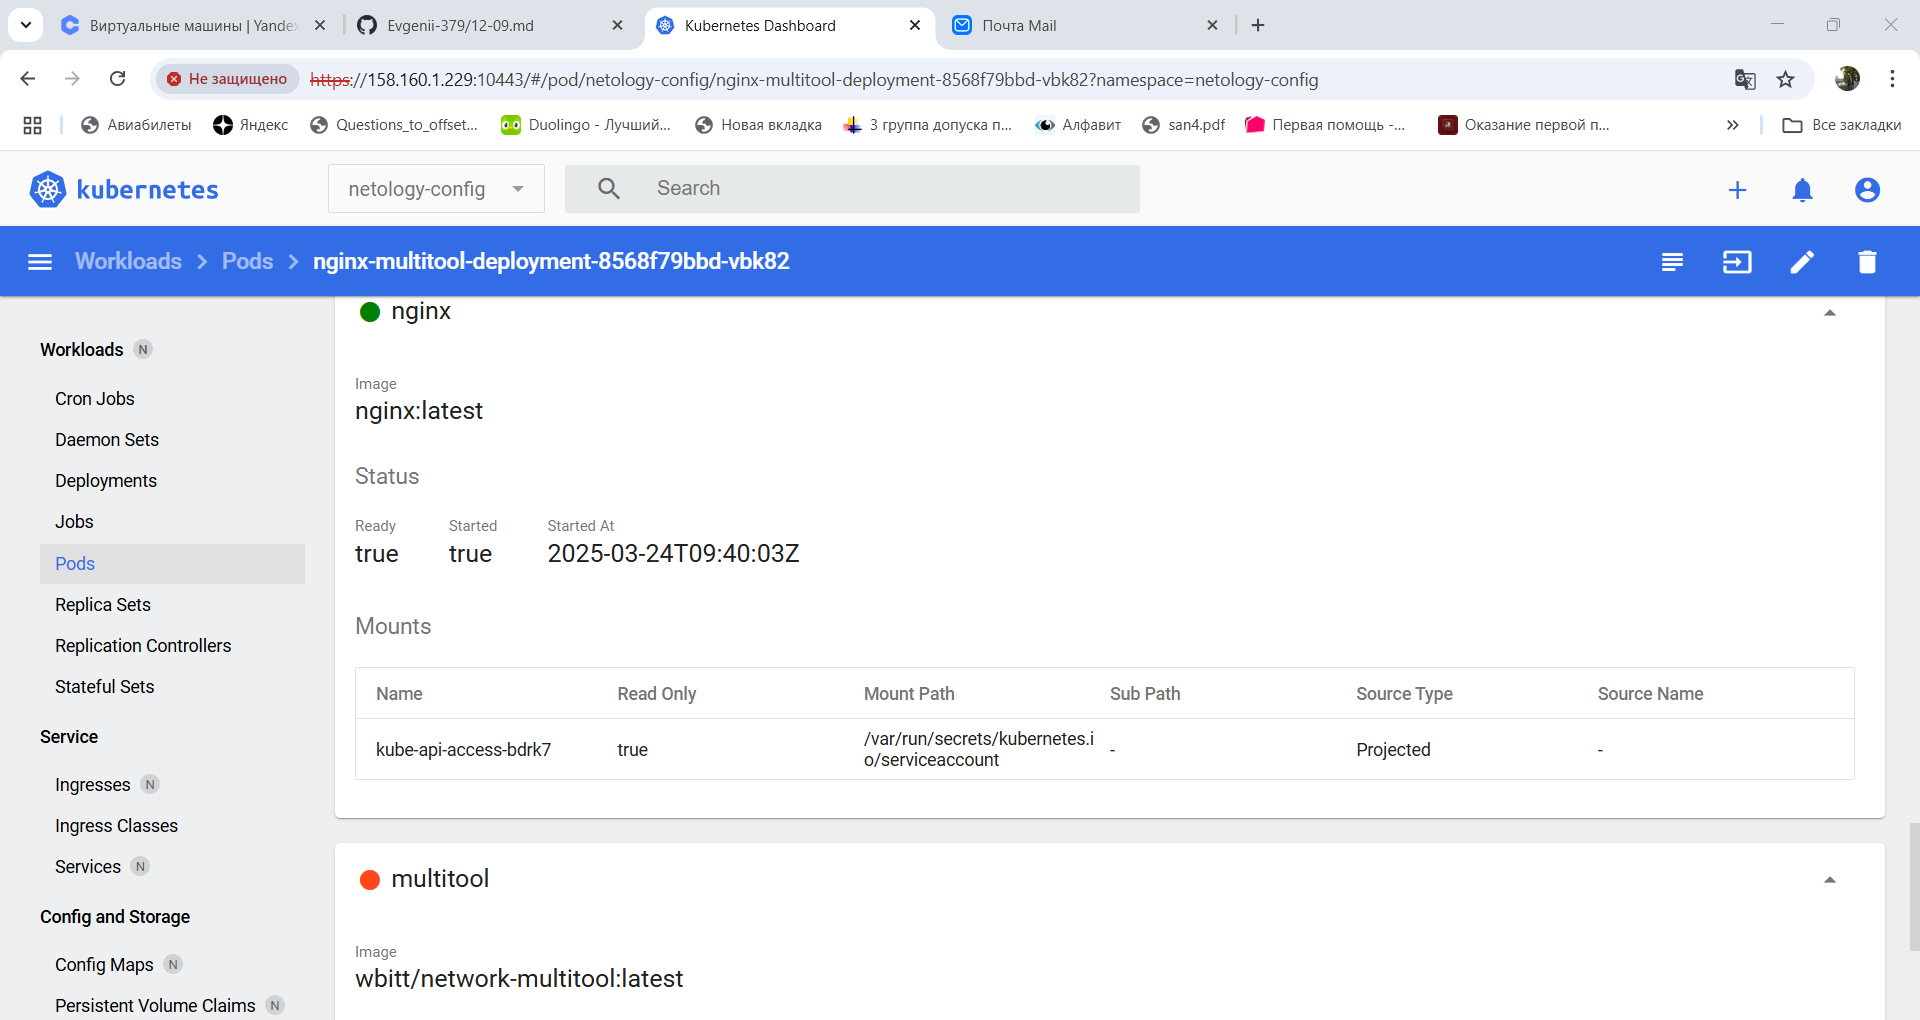 Виртуальные машины | Yande
Evgenii-379/12-09.md
Kubernetes Dashboard
Почта Mail
Не защищено
https://158.160.1.229:10443/#/pod/netology-config/nginx-multitool-deployment-8568f79bbd-vbk82?namespace=netology-config
Авиабилеты
Яндекс
Questions_to_offset...
Duolingo - Лучший...
Новая вкладка
3 группа допуска п...
Алфавит
san4.pdf
Первая помощь -...
Оказание первой п...
»
Все закладки
kubernetes
netology-config
Search
Workloads > Pods > nginx-multitool-deployment-8568f79bbd-vbk82
Workloads N
Cron Jobs
Daemon Sets
Deployments
Jobs
Pods
Replica Sets
Replication Controllers
Stateful Sets
Service
Ingresses N
Ingress Classes
Services N
Config and Storage
Config Maps N
Persistent Volume Claims N
nginx
Image
nginx:latest
Status
Ready Started Started At
true true 2025-03-24T09:40:03Z
Mounts
Name Read Only Mount Path Sub Path Source Type Source Name
kube-api-access-bdrk7 true /var/run/secrets/kubernetes.i - Projected -
o/serviceaccount
multitool
Image
wbitt/network-multitool:latest